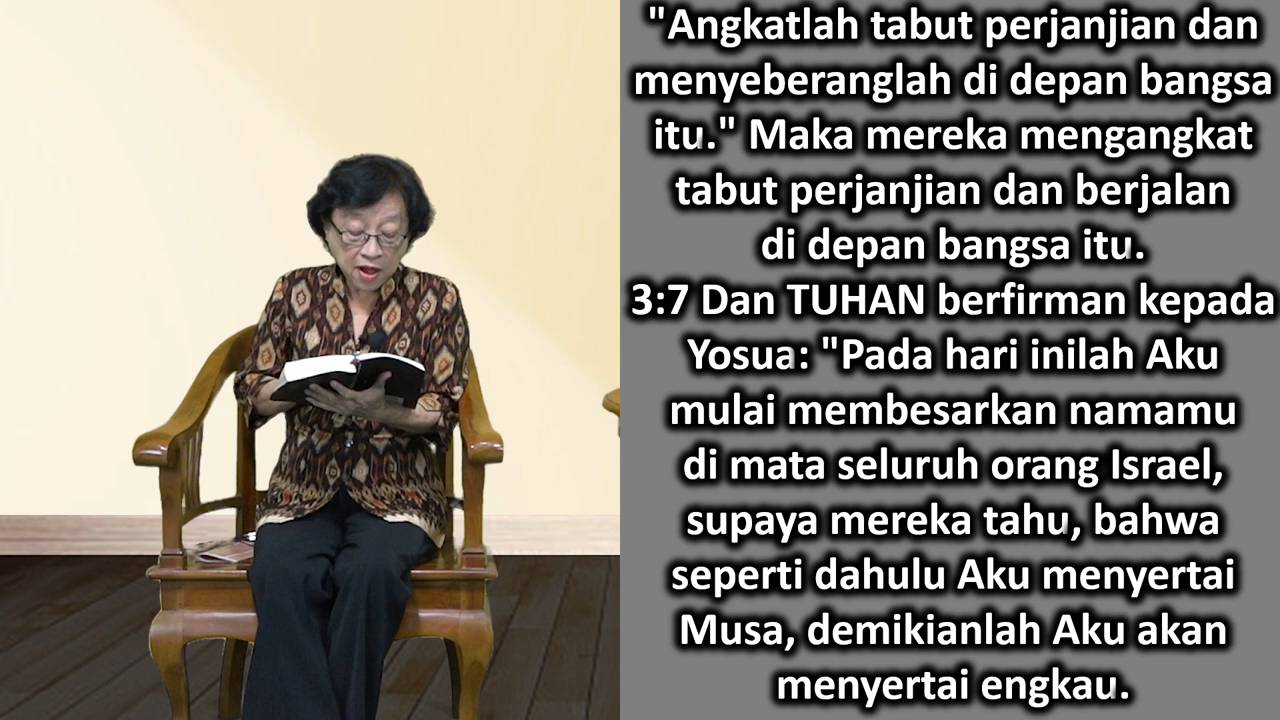 "Angkatlah tabut perjanjian dan
menyeberanglah di depan bangsa
itu." Maka mereka mengangkat
tabut perjanjian dan berjalan
di depan bangsa itu.
3:7 Dan TUHAN berfirman kepada
Yosua: "Pada hari inilah Aku
mulai membesarkan namamu
di mata seluruh orang Israel,
supaya mereka tahu, bahwa
seperti dahulu Aku menyertai
Musa, demikianlah Aku akan
menyertai engkau.